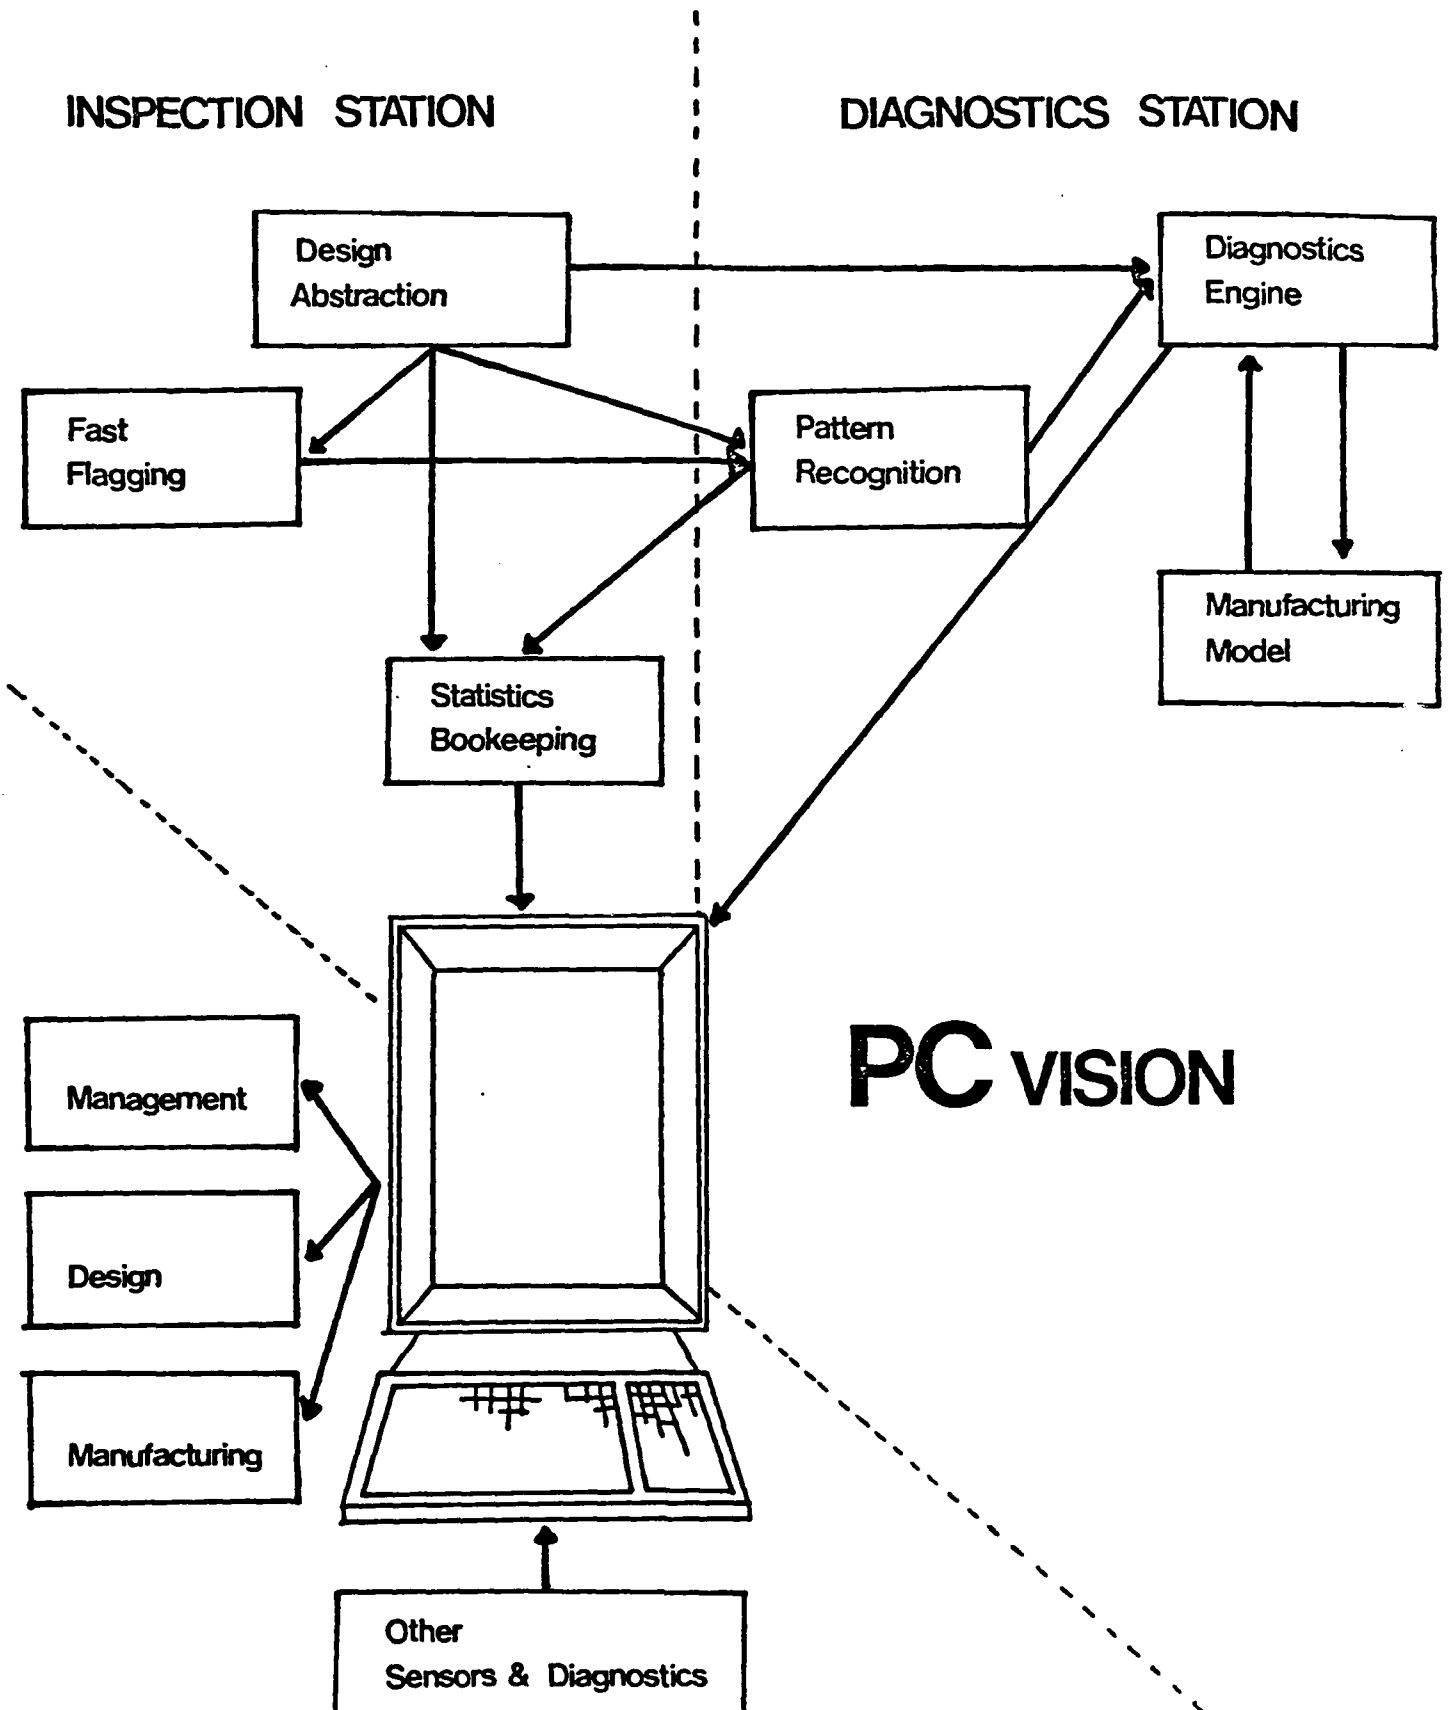 INSPECTION STATION
DIAGNOSTICS STATION
Design
Abstraction
Diagnostics
Engine
Fast
Flagging
Pattern
Recognition
Manufacturing
Model
Statistics
Bookeeping
Management
PC VISION
Design
Manufacturing
Other
Sensors & Diagnostics